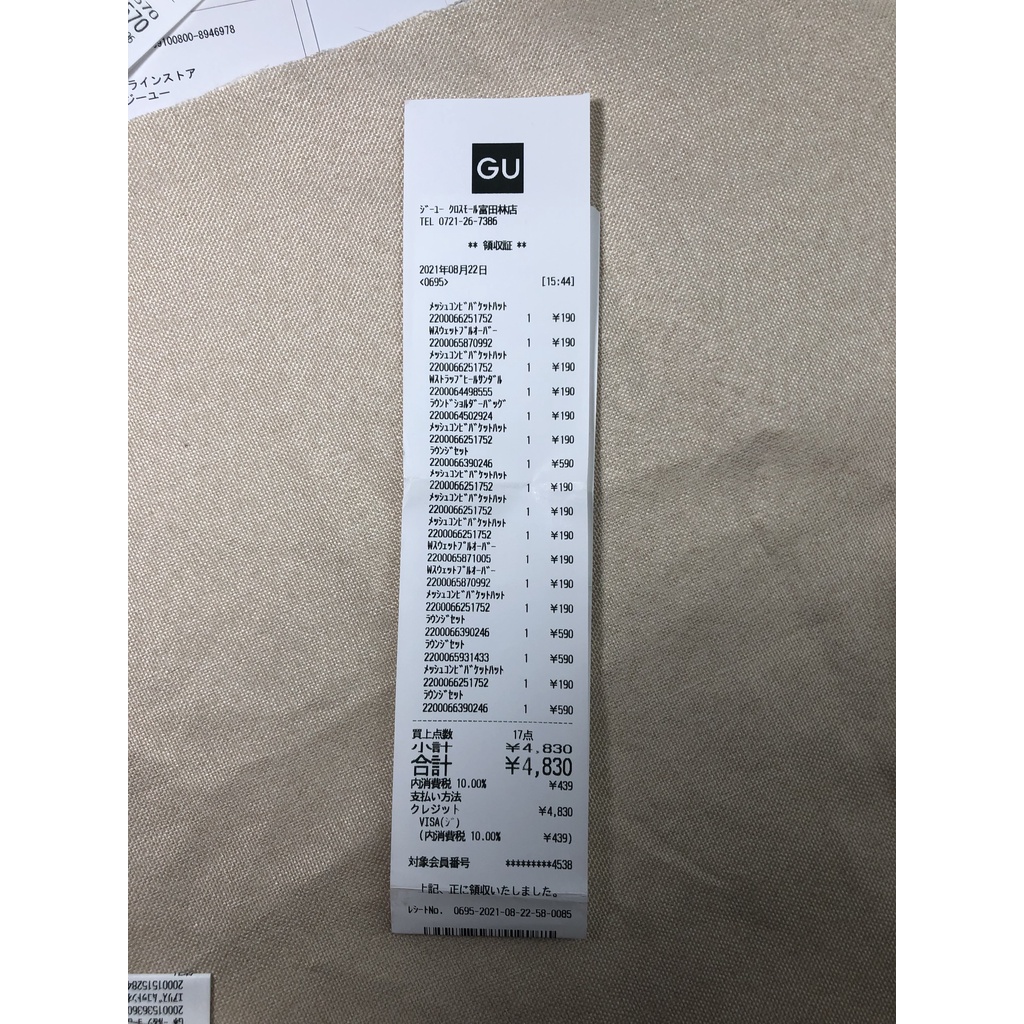 570
70
39100800-8946978
ラインストア
ジーユー
GU
ジーユー クロスモール富田林店
TEL 0721-26-7386
** 領収証 **
2021年08月22日
<0695> [15:44]
メッシュコンビバケットハット
2200066251752 1 ¥190
Wスウェットプルオーバー
2200065870992 1 ¥190
メッシュコンビバケットハット
2200066251752 1 ¥190
Wストラップヒールサンダル
2200064498555 1 ¥190
ラウンドショルダーバッグ
2200064502924 1 ¥190
メッシュコンビバケットハット
2200066251752 1 ¥190
ラウンジセット
2200066390246 1 ¥590
メッシュコンビバケットハット
2200066251752 1 ¥190
メッシュコンビバケットハット
2200066251752 1 ¥190
メッシュコンビバケットハット
2200066251752 1 ¥190
Wスウェットプルオーバー
2200065871005 1 ¥190
Wスウェットプルオーバー
2200065870992 1 ¥190
メッシュコンビバケットハット
2200066251752 1 ¥190
ラウンジセット
2200066390246 1 ¥590
ラウンジセット
2200065931433 1 ¥590
メッシュコンビバケットハット
2200066251752 1 ¥190
ラウンジセット
2200066390246 1 ¥590
買上点数 17点
小計 ¥4,830
合計 ¥4,830
内消費税 10.00% ¥439
支払い方法
クレジット ¥4,830
VISA(ジ)
(内消費税 10.00% ¥439)
対象会員番号 *********4538
上記、正に領収いたしました。
レシートNo. 0695-2021-08-22-58-0085
2000153636
20001515284